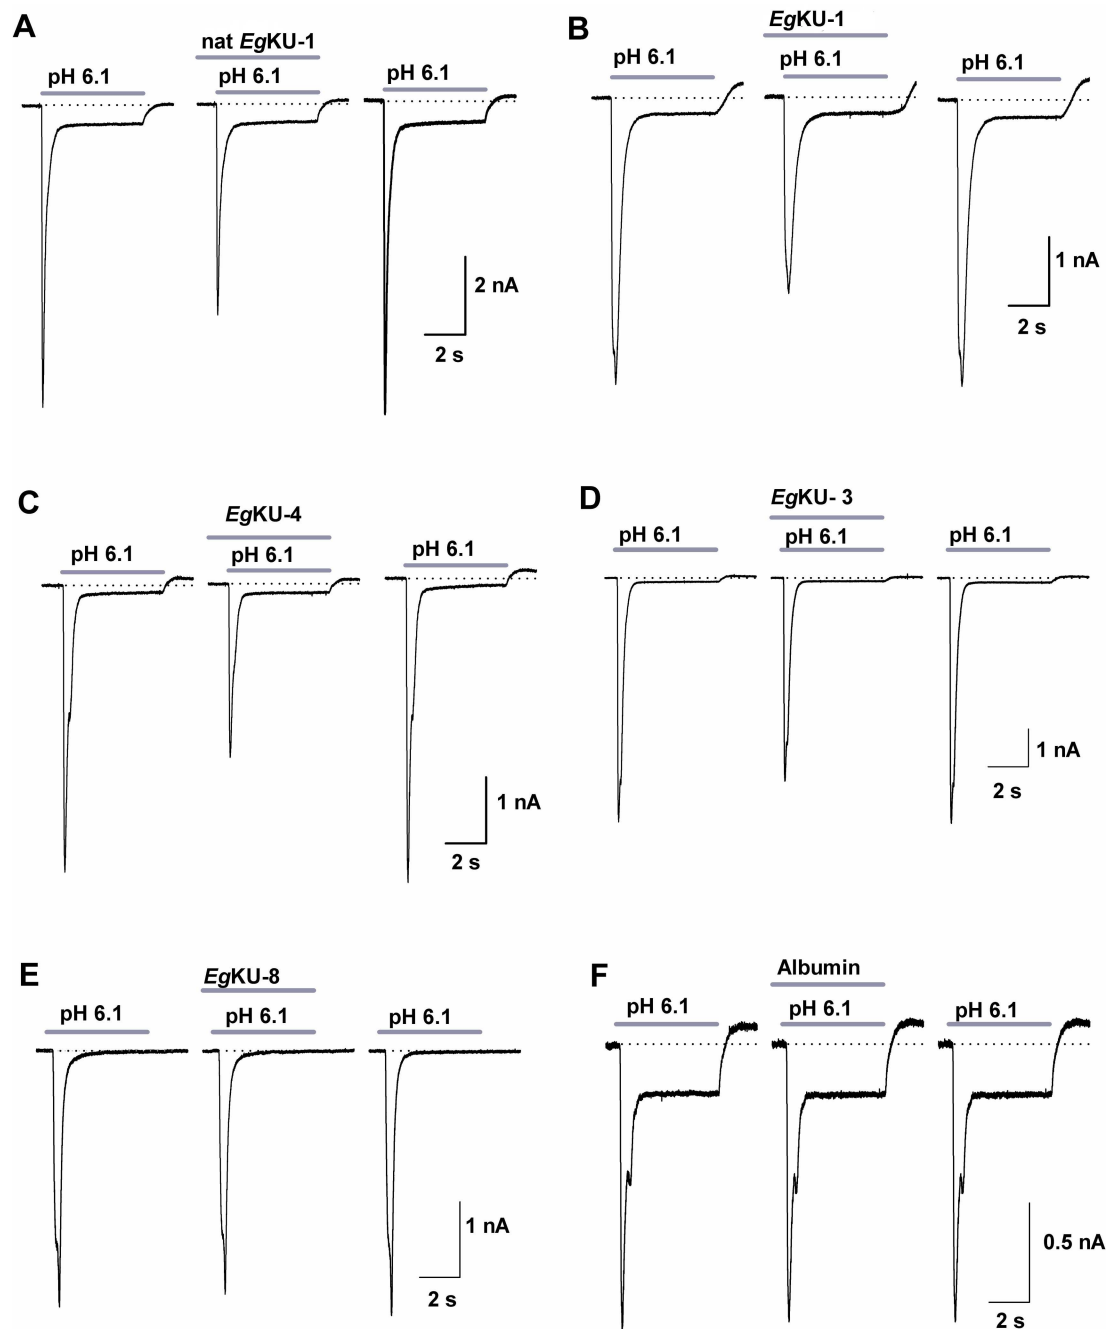 A
nat EgKU-1
pH 6.1
pH 6.1
pH 6.1
2 nA
2 s
B
EgKU-1
pH 6.1
pH 6.1
pH 6.1
1 nA
2 s
C
EgKU-4
pH 6.1
pH 6.1
pH 6.1
1 nA
2 s
D
EgKU- 3
pH 6.1
pH 6.1
pH 6.1
1 nA
2 s
E
EgKU-8
pH 6.1
pH 6.1
pH 6.1
1 nA
2 s
F
Albumin
pH 6.1
pH 6.1
pH 6.1
0.5 nA
2 s